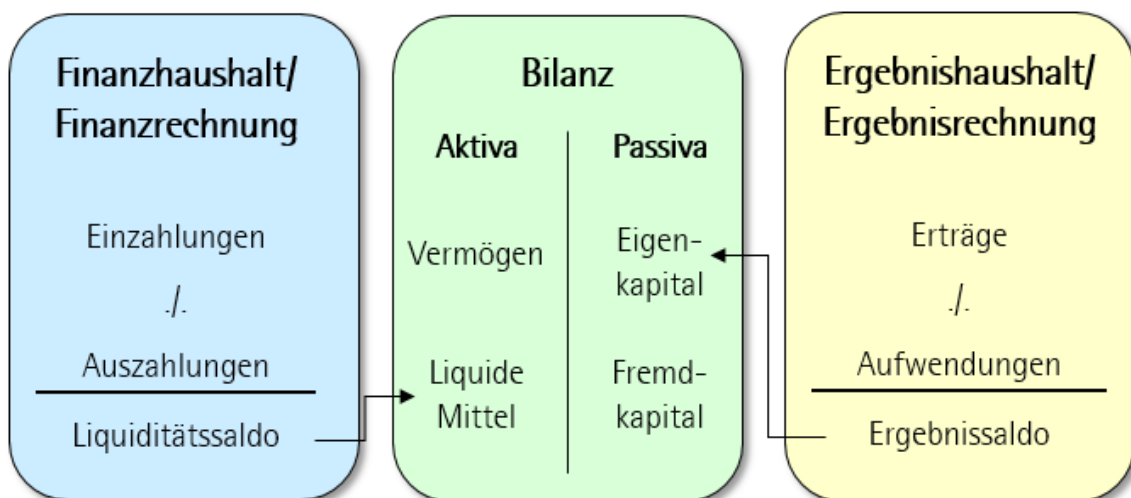 Finanzhaushalt/
Finanzrechnung
Einzahlungen
./.
Auszahlungen
Liquiditätssaldo
Bilanz
Aktiva
Passiva
Vermögen
Eigen-
kapital
Liquide
Mittel
Fremd-
kapital
Ergebnishaushalt/
Ergebnisrechnung
Erträge
./.
Aufwendungen
Ergebnissaldo